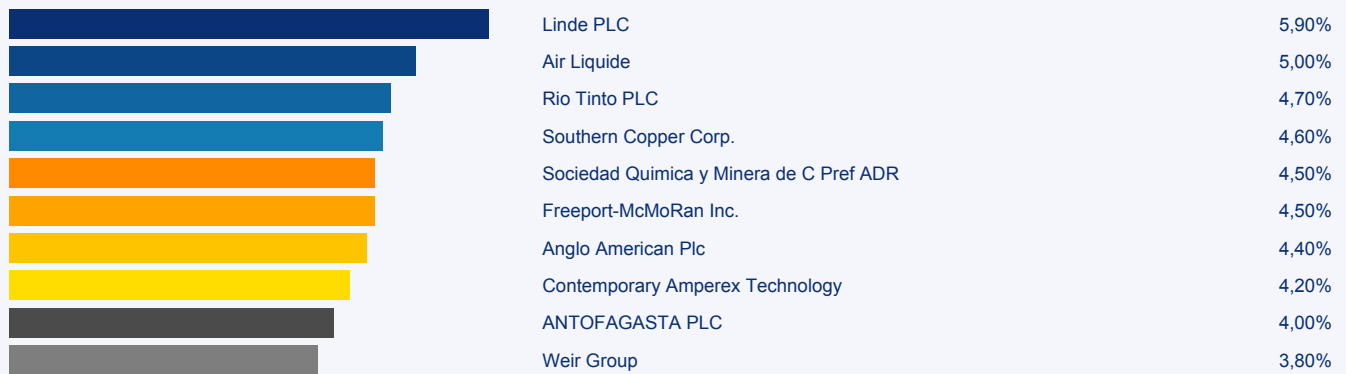 Linde PLC 5,90%
Air Liquide 5,00%
Rio Tinto PLC 4,70%
Southern Copper Corp. 4,60%
Sociedad Quimica y Minera de C Pref ADR 4,50%
Freeport-McMoRan Inc. 4,50%
Anglo American Plc 4,40%
Contemporary Amperex Technology 4,20%
ANTOFAGASTA PLC 4,00%
Weir Group 3,80%